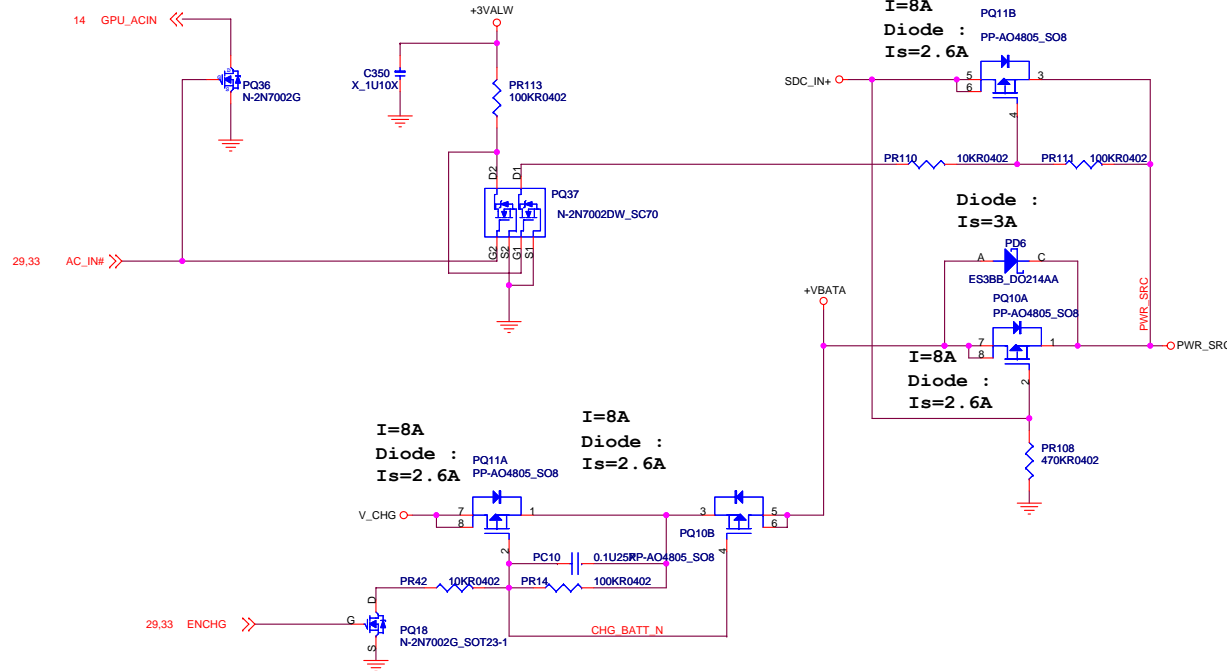 14 GPU_ACIN
PQ36
N-2N7002G
+3VALW
C350
X_1U10X
PR113
100KR0402
D2
D1
PQ37
N-2N7002DW_SC70
G2
S2
G1
S1
29,33 AC_IN#
I=8A
Diode :
Is=2.6A
PQ11B
PP-AO4805_SO8
SDC_IN+
5
6
3
4
PR110
10KR0402
PR111
100KR0402
Diode :
Is=3A
PD6
A
C
ES3BB_DO214AA
PQ10A
PP-AO4805_SO8
+VBATA
7
8
1
2
PWR_SRC
PWR_SRC
I=8A
Diode :
Is=2.6A
PR108
470KR0402
I=8A
Diode :
Is=2.6A
I=8A
Diode :
Is=2.6A
PQ11A
PP-AO4805_SO8
V_CHG
7
8
1
2
3
5
6
4
PQ10B
PP-AO4805_SO8
PC10
0.1U25X
PR42
10KR0402
PR14
100KR0402
CHG_BATT_N
29,33 ENCHG
D
G
S
PQ18
N-2N7002G_SOT23-1